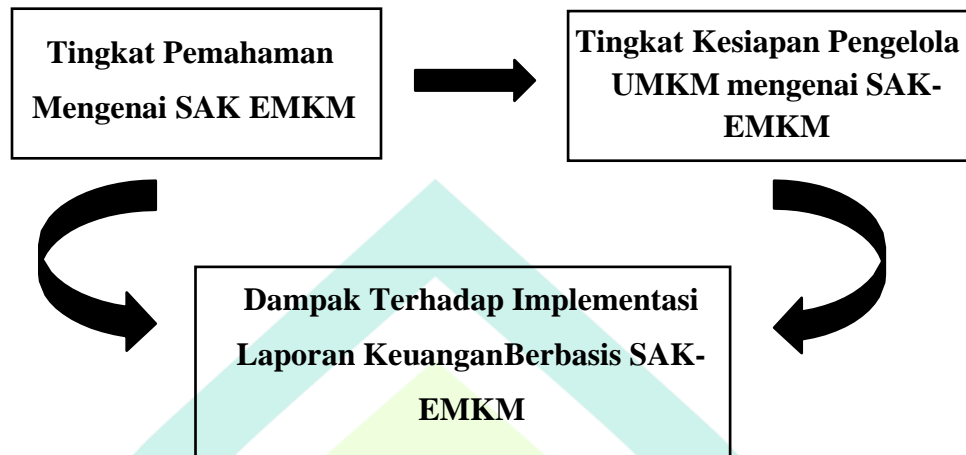 Tingkat Pemahaman
Mengenai SAK EMKM
Tingkat Kesiapan Pengelola
UMKM mengenai SAK-
EMKM
Dampak Terhadap Implementasi
Laporan KeuanganBerbasis SAK-
EMKM